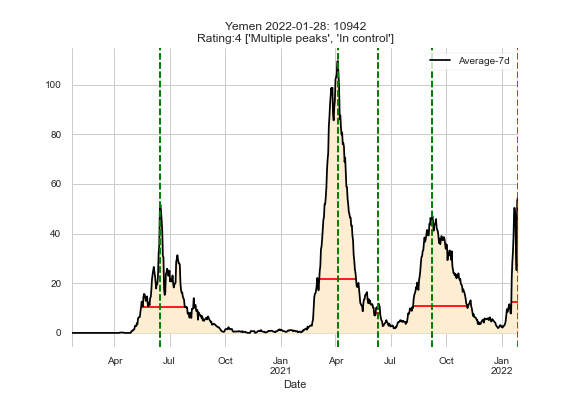 Yemen 2022-01-28: 10942
Rating:4 ['Multiple peaks', 'In control']
Average-7d
100
80
60
40
20
0
Apr Jul Oct Jan Apr Jul Oct Jan
2021 2022
Date